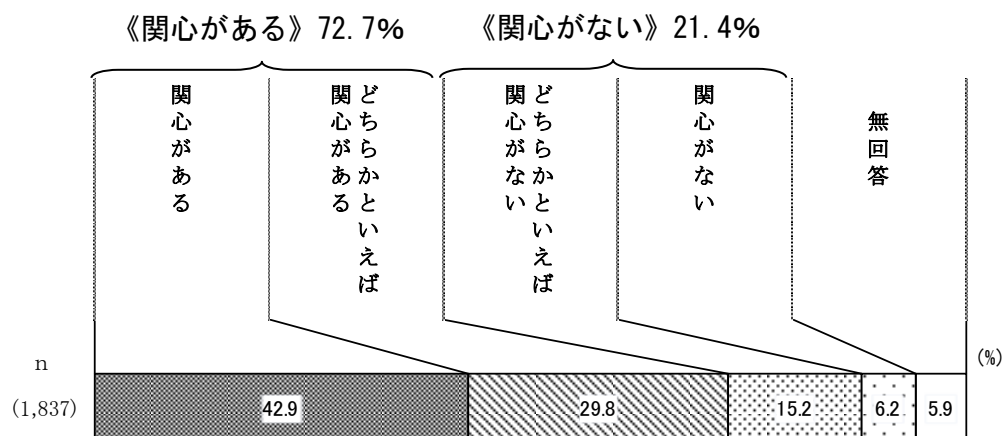 《関心がある》72.7%
《関心がない》21.4%
関心がある
どちらかといえば
関心がある
どちらかといえば
関心がない
関心がない
無回答
(%)
n
(1,837)
42.9
29.8
15.2
6.2
5.9